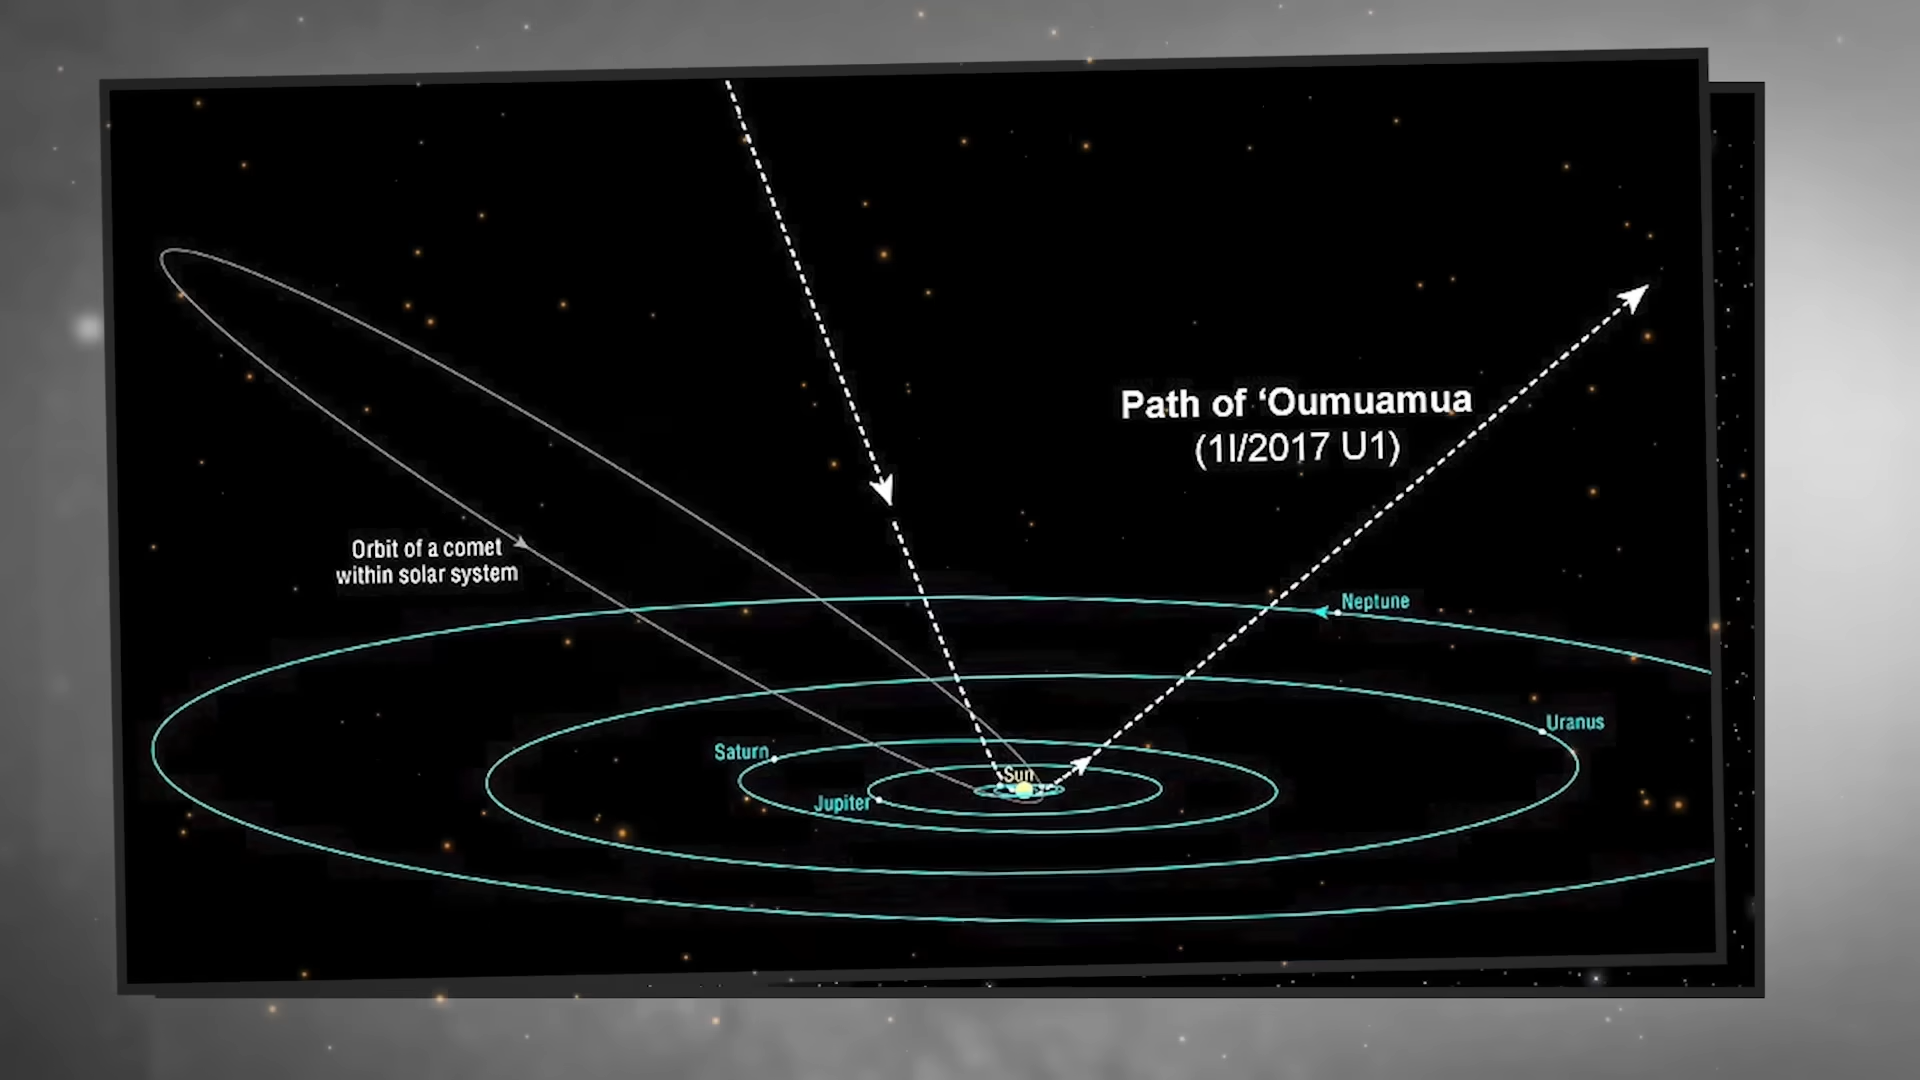 Path of ‘Oumuamua
(1I/2017 U1)
Orbit of a comet
within solar system
Neptune
Uranus
Saturn
Sun
Jupiter